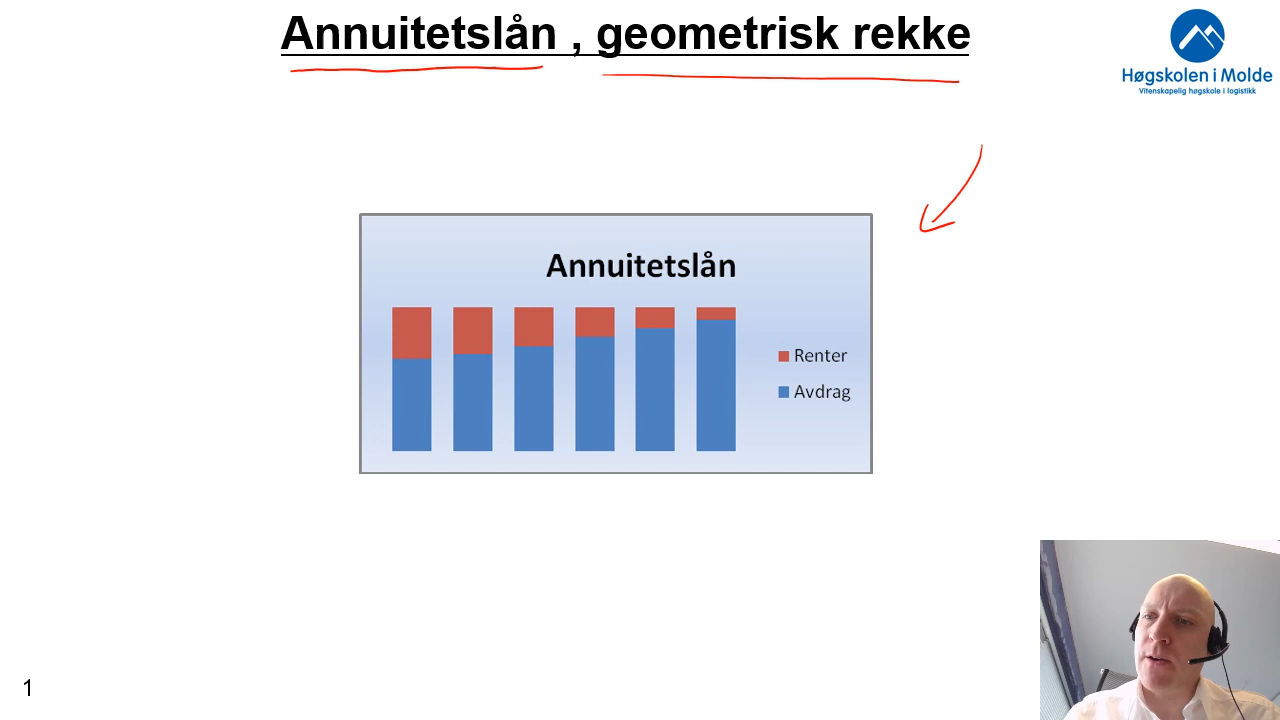 Annuitetslån , geometrisk rekke
Høgskolen i Molde
Vitenskapelig høgskole i logistikk
Annuitetslån
Renter
Avdrag
1